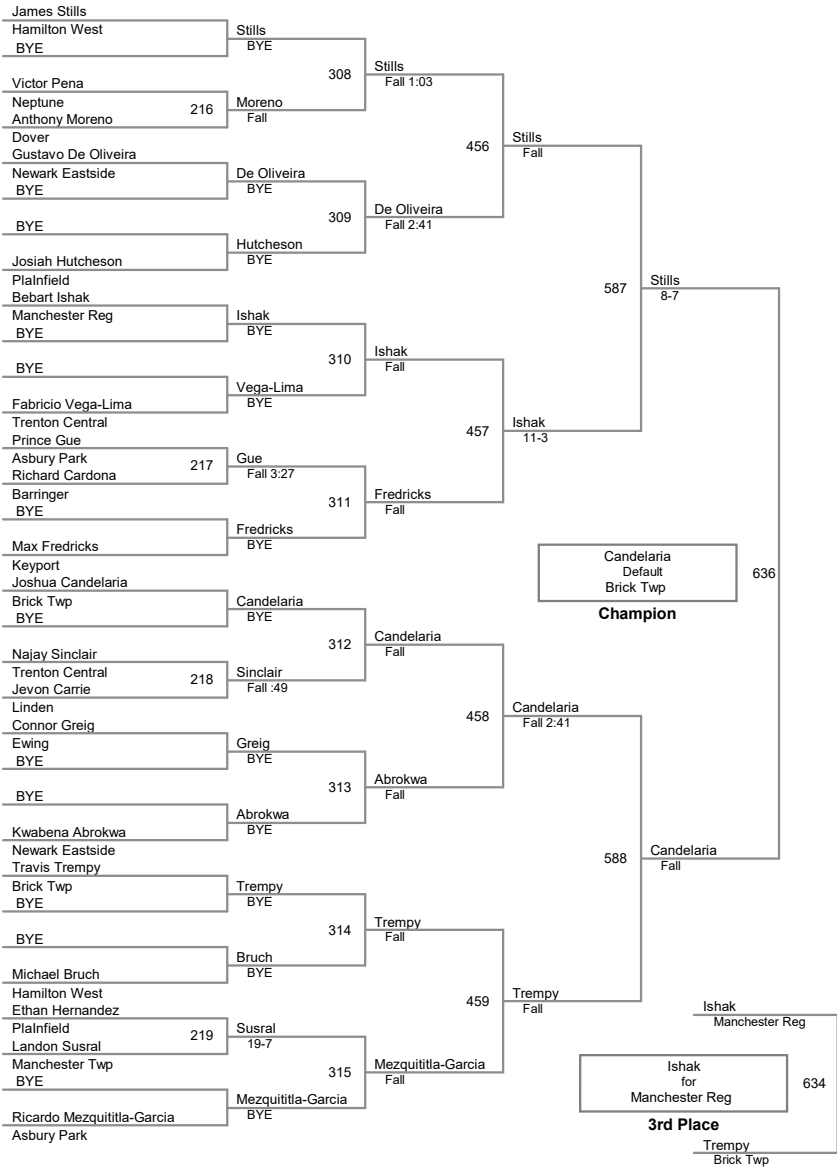 James Stills
Hamilton West
BYE
Victor Pena
Neptune
Anthony Moreno
Dover
Gustavo De Oliveira
Newark Eastside
BYE
BYE
Josiah Hutcheson
Plalnfield
Bebart Ishak
Manchester Reg
BYE
BYE
Fabricio Vega-Lima
Trenton Central
Prince Gue
Asbury Park
Richard Cardona
Barringer
BYE
Max Fredricks
Keyport
Joshua Candelaria
Brick Twp
BYE
Najay Sinclair
Trenton Central
Jevon Carrie
Linden
Connor Greig
Ewing
BYE
BYE
Kwabena Abrokwa
Newark Eastside
Travis Trempy
Brick Twp
BYE
BYE
Michael Bruch
Hamilton West
Ethan Hernandez
Plalnfield
Landon Susral
Manchester Twp
BYE
Ricardo Mezquititla-Garcia
Asbury Park
216
217
218
219
Stills
BYE
Moreno
Fall
De Oliveira
BYE
Hutcheson
BYE
Ishak
BYE
Vega-Lima
BYE
Gue
Fall 3:27
Fredricks
BYE
Candelaria
BYE
Sinclair
Fall :49
Greig
BYE
Abrokwa
BYE
Trempy
BYE
Bruch
BYE
Susral
19-7
Mezquititla-Garcia
BYE
308
309
310
311
312
313
314
315
Stills
Fall 1:03
De Oliveira
Fall 2:41
Ishak
Fall
Fredricks
Fall
Candelaria
Fall
Abrokwa
Fall
Trempy
Fall
Mezquititla-Garcia
Fall
456
457
458
459
Stills
Fall
Ishak
11-3
Candelaria
Fall 2:41
Trempy
Fall
587
588
Stills
8-7
Candelaria
Fall
636
Candelaria
Default
Brick Twp
Champion
Ishak
Manchester Reg
634
Ishak
for
Manchester Reg
3rd Place
Trempy
Brick Twp